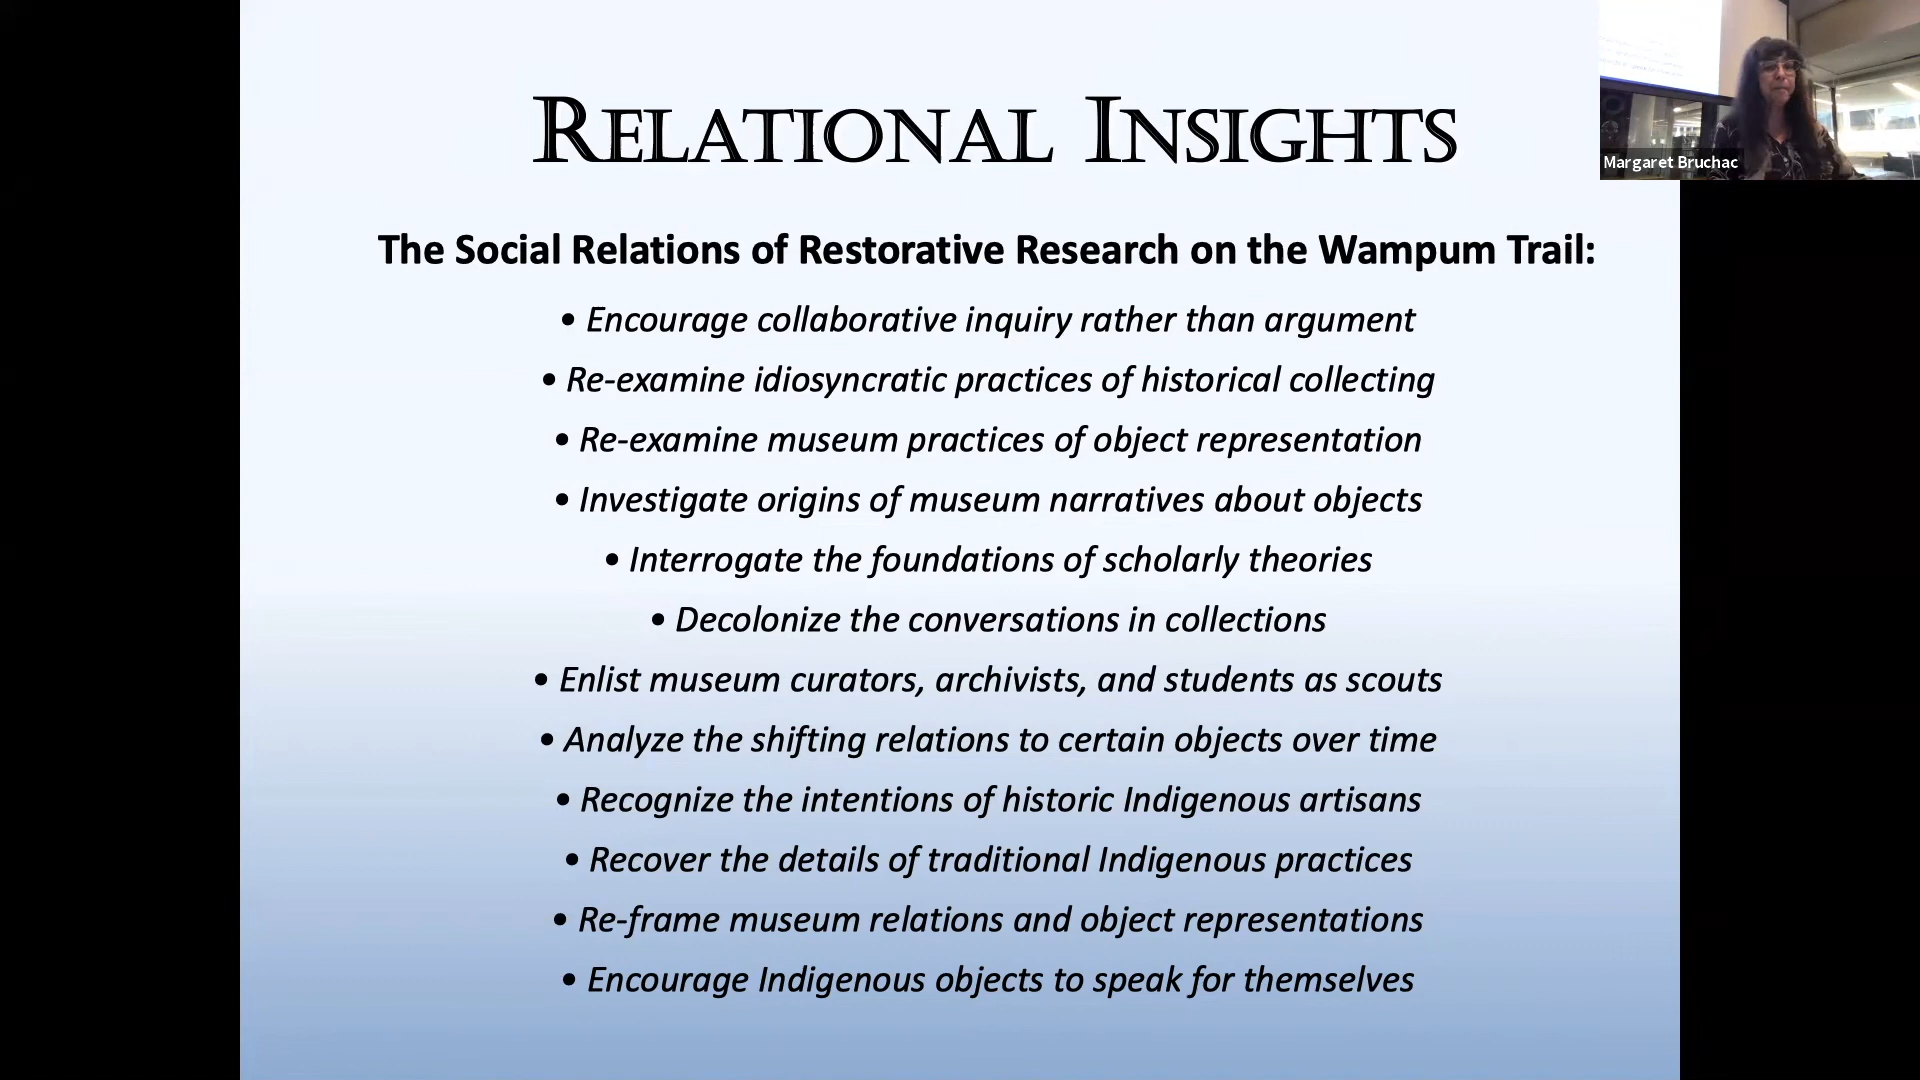 RELATIONAL INSIGHTS
Margaret Bruchac
The Social Relations of Restorative Research on the Wampum Trail:
• Encourage collaborative inquiry rather than argument
• Re-examine idiosyncratic practices of historical collecting
• Re-examine museum practices of object representation
• Investigate origins of museum narratives about objects
• Interrogate the foundations of scholarly theories
• Decolonize the conversations in collections
• Enlist museum curators, archivists, and students as scouts
• Analyze the shifting relations to certain objects over time
• Recognize the intentions of historic Indigenous artisans
• Recover the details of traditional Indigenous practices
• Re-frame museum relations and object representations
• Encourage Indigenous objects to speak for themselves